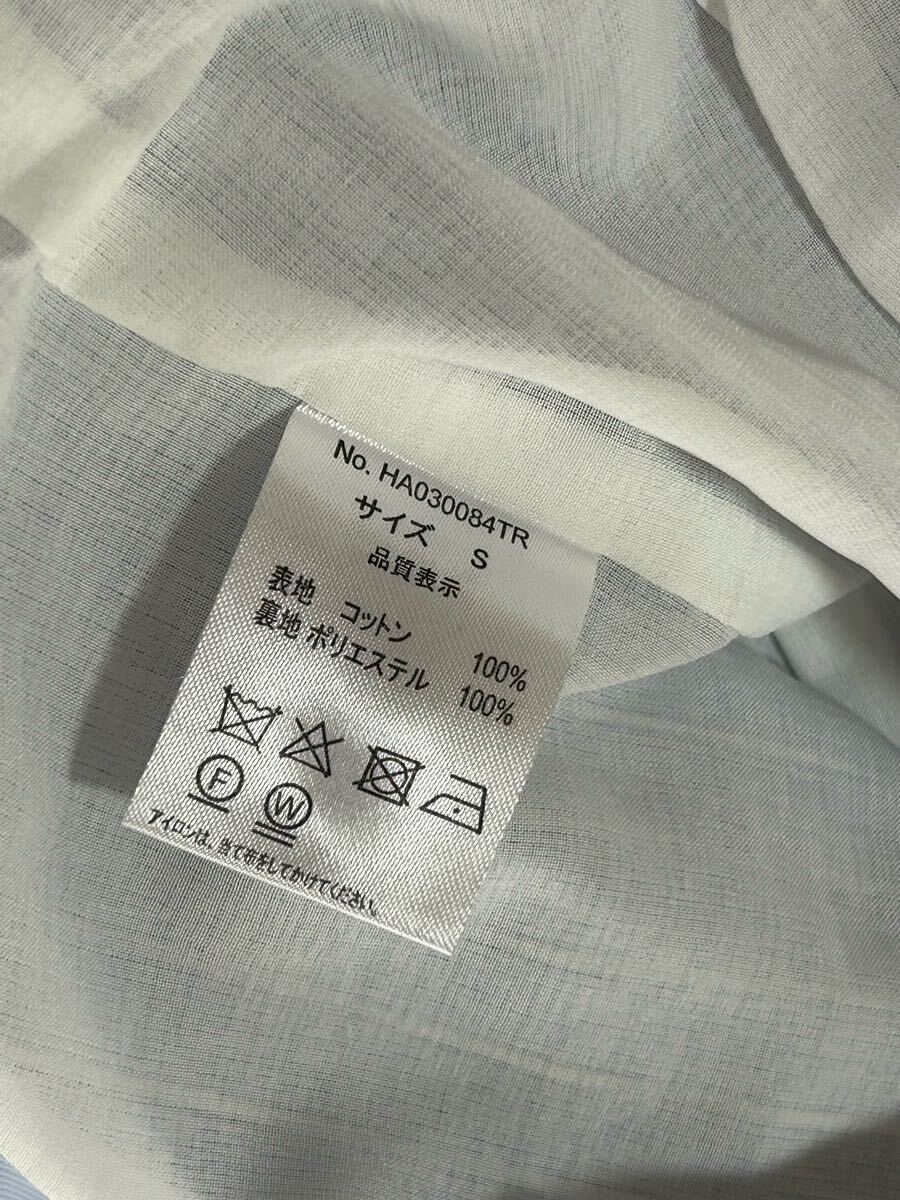 No. HA030084TR
サイズ S
品質表示
表地 コットン 100%
裏地 ポリエステル 100%
F
W
アイロンは、当て布をしてかけてください。